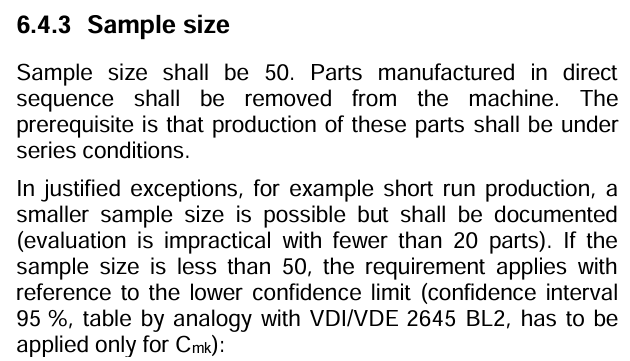 6.4.3 Sample size
Sample size shall be 50. Parts manufactured in direct
sequence shall be removed from the machine. The
prerequisite is that production of these parts shall be under
series conditions.
In justified exceptions, for example short run production, a
smaller sample size is possible but shall be documented
(evaluation is impractical with fewer than 20 parts). If the
sample size is less than 50, the requirement applies with
reference to the lower confidence limit (confidence interval
95 %, table by analogy with VDI/VDE 2645 BL2, has to be
applied only for Cmk):